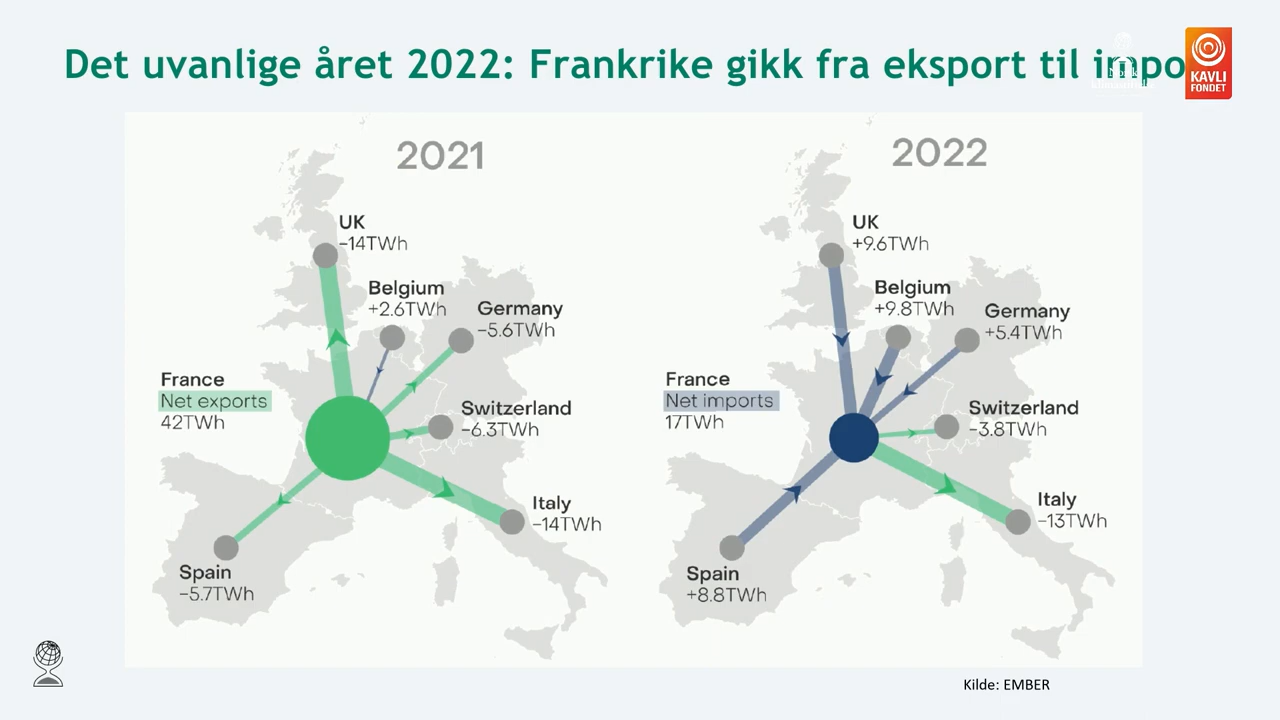 Det uvanlige året 2022: Frankrike gikk fra eksport til impo
KAVLI
FONDET
2021
UK
−14TWh
Belgium
+2.6TWh
Germany
−5.6TWh
France
Net exports
42TWh
Switzerland
−6.3TWh
Italy
−14TWh
Spain
−5.7TWh
2022
UK
+9.6TWh
Belgium
+9.8TWh
Germany
+5.4TWh
France
Net imports
17TWh
Switzerland
−3.8TWh
Italy
−13TWh
Spain
+8.8TWh
Kilde: EMBER